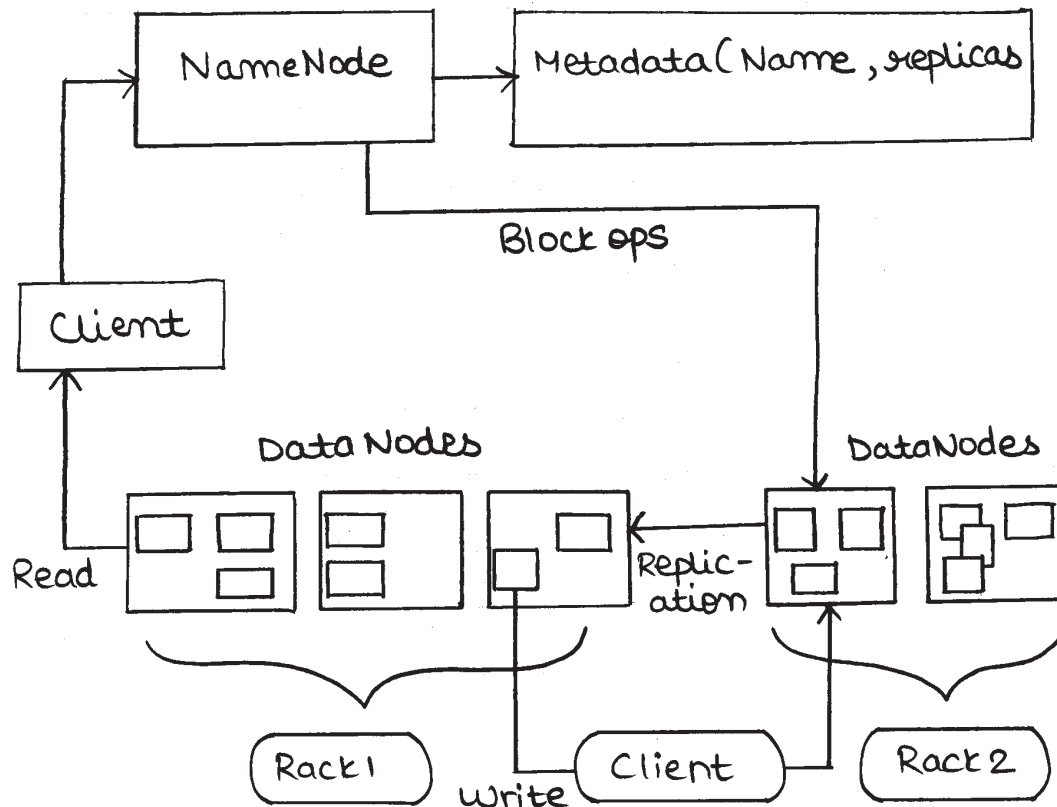 NameNode
Metadata(Name, replicas
Block ops
Client
DataNodes
DataNodes
Read
Replic-
ation
Rack1
Client
Rack2
Write